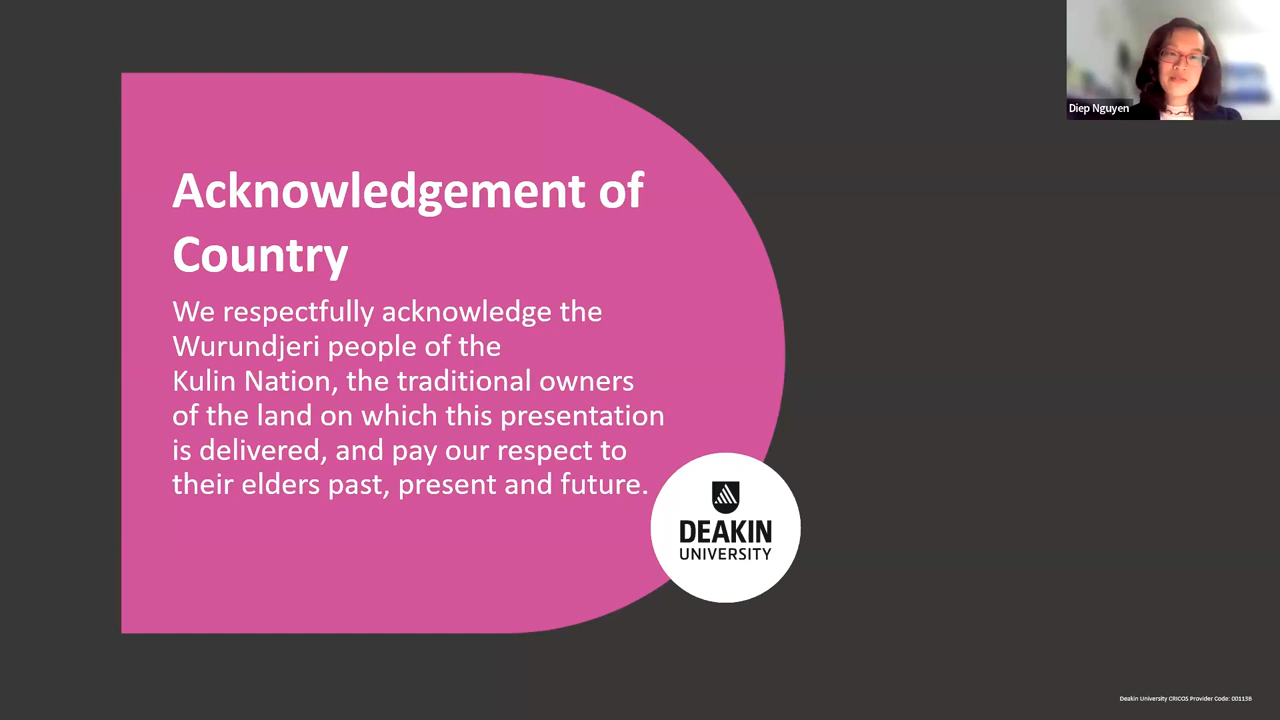 Diep Nguyen
Acknowledgement of
Country
We respectfully acknowledge the
Wurundjeri people of the
Kulin Nation, the traditional owners
of the land on which this presentation
is delivered, and pay our respect to
their elders past, present and future.
DEAKIN
UNIVERSITY
Deakin University CRICOS Provider Code: 00113B